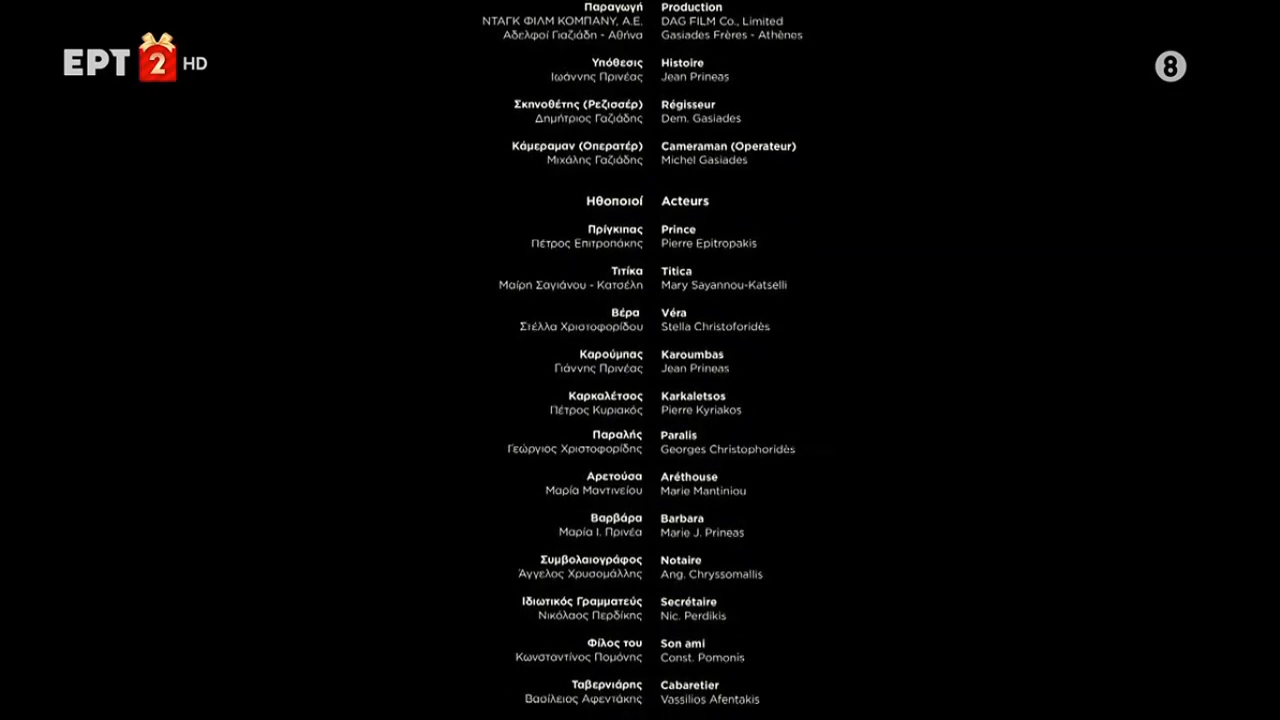 ΕΡΤ 2 HD
8
Παραγωγή Production
ΝΤΑΓΚ ΦΙΛΜ ΚΟΜΠΑΝΥ, Α.Ε. DAG FILM Co., Limited
Αδελφοί Γιαζιάδη - Αθήνα Gasiades Frères - Athènes
Υπόθεσις Histoire
Ιωάννης Πρινέας Jean Prineas
Σκηνοθέτης (Ρεζισσέρ) Régisseur
Δημήτριος Γαζιάδης Dem. Gasiades
Κάμεραμαν (Οπερατέρ) Cameraman (Operateur)
Μιχάλης Γαζιάδης Michel Gasiades
Ηθοποιοί Acteurs
Πρίγκιπας Prince
Πέτρος Επιτροπάκης Pierre Epitropakis
Τιτίκα Titica
Μαίρη Σαγιάνου - Κατσέλη Mary Sayannou-Katselli
Βέρα Véra
Στέλλα Χριστοφορίδου Stella Christoforidès
Καρούμπας Karoumbas
Γιάννης Πρινέας Jean Prineas
Καρκαλέτσος Karkaletsos
Πέτρος Κυριακός Pierre Kyriakos
Παραλής Paralis
Γεώργιος Χριστοφορίδης Georges Christophoridès
Αρετούσα Aréthouse
Μαρία Μαντινείου Marie Mantiniou
Βαρβάρα Barbara
Μαρία Ι. Πρινέα Marie J. Prineas
Συμβολαιογράφος Notaire
Άγγελος Χρυσομάλλης Ang. Chryssomallis
Ιδιωτικός Γραμματεύς Secrétaire
Νικόλαος Περδίκης Nic. Perdikis
Φίλος του Son ami
Κωνσταντίνος Πομόνης Const. Pomonis
Ταβερνιάρης Cabaretier
Βασίλειος Αφεντάκης Vassilios Afentakis